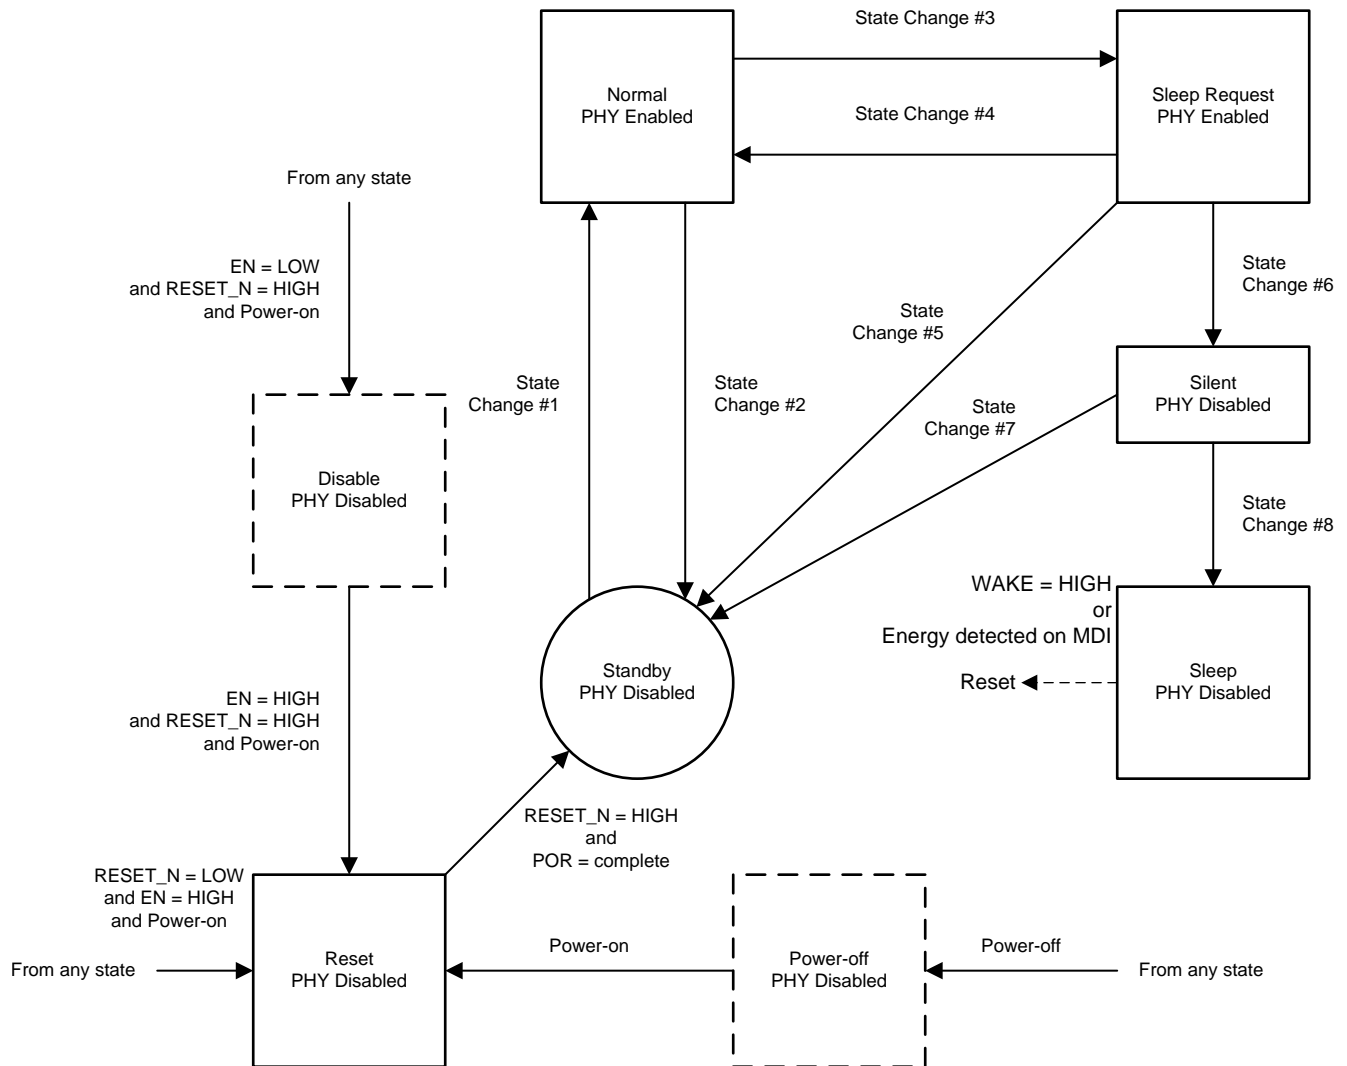 State Change #3
Normal
PHY Enabled
Sleep Request
PHY Enabled
State Change #4
From any state
EN = LOW
and RESET_N = HIGH
and Power-on
State
Change #6
State
Change #5
State
Change #1
State
Change #2
State
Change #7
Silent
PHY Disabled
Disable
PHY Disabled
State
Change #8
WAKE = HIGH
or
Energy detected on MDI
Reset
Sleep
PHY Disabled
Standby
PHY Disabled
EN = HIGH
and RESET_N = HIGH
and Power-on
RESET_N = HIGH
and
POR = complete
RESET_N = LOW
and EN = HIGH
and Power-on
From any state
Reset
PHY Disabled
Power-on
Power-off
PHY Disabled
Power-off
From any state